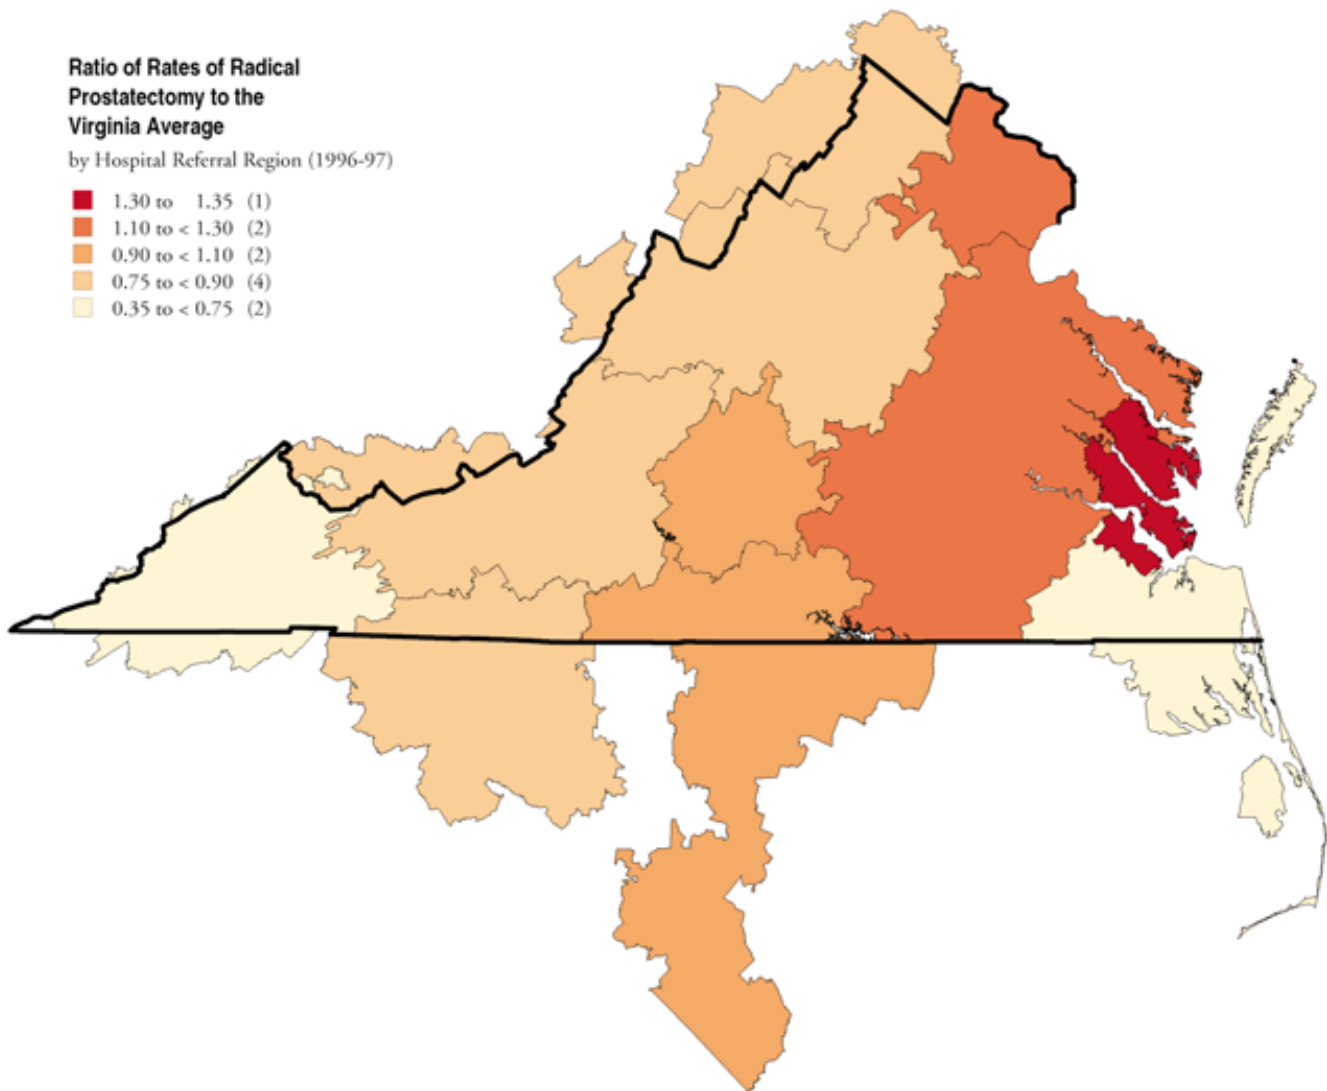 Ratio of Rates of Radical
Prostatectomy to the
Virginia Average
by Hospital Referral Region (1996-97)
1.30 to 1.35 (1)
1.10 to < 1.30 (2)
0.90 to < 1.10 (2)
0.75 to < 0.90 (4)
0.35 to < 0.75 (2)